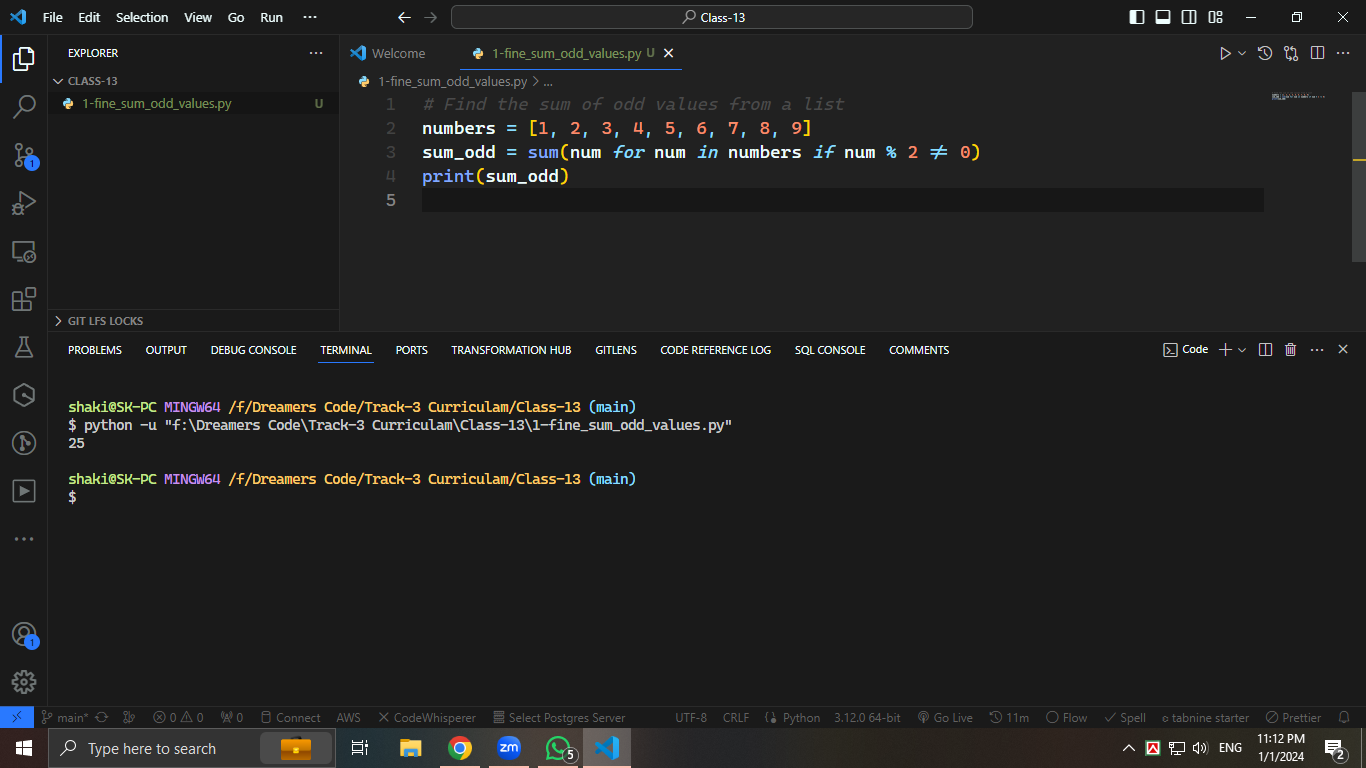 File Edit Selection View Go Run ··· Class-13
EXPLORER ···
CLASS-13
1-fine_sum_odd_values.py U
GIT LFS LOCKS
Welcome 1-fine_sum_odd_values.py U
1-fine_sum_odd_values.py > ...
1 # Find the sum of odd values from a list
2 numbers = [1, 2, 3, 4, 5, 6, 7, 8, 9]
3 sum_odd = sum(num for num in numbers if num % 2 ≠ 0)
4 print(sum_odd)
5
PROBLEMS OUTPUT DEBUG CONSOLE TERMINAL PORTS TRANSFORMATION HUB GITLENS CODE REFERENCE LOG SQL CONSOLE COMMENTS Code
shaki@SK-PC MINGW64 /f/Dreamers Code/Track-3 Curriculam/Class-13 (main)
$ python -u "f:\Dreamers Code\Track-3 Curriculam\Class-13\1-fine_sum_odd_values.py"
25
shaki@SK-PC MINGW64 /f/Dreamers Code/Track-3 Curriculam/Class-13 (main)
$
1
1
main* 0 0 0 Connect AWS CodeWhisperer Select Postgres Server UTF-8 CRLF Python 3.12.0 64-bit Go Live 11m Flow Spell tabnine starter Prettier
Type here to search zm 5 ENG 11:12 PM
1/1/2024 2